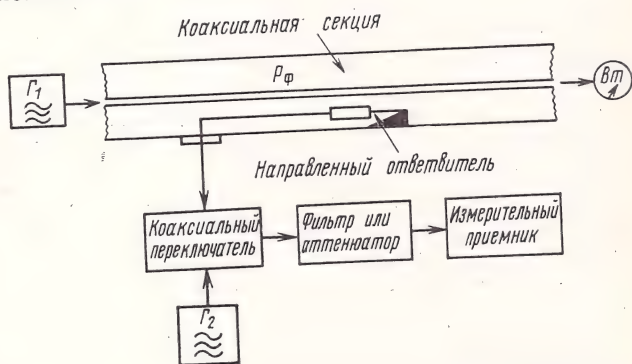 Коаксиальная секция
Г1
Pф
Вт
Направленный ответвитель
Коаксиальный
переключатель
Фильтр или
аттенюатор
Измерительный
приемник
Г2